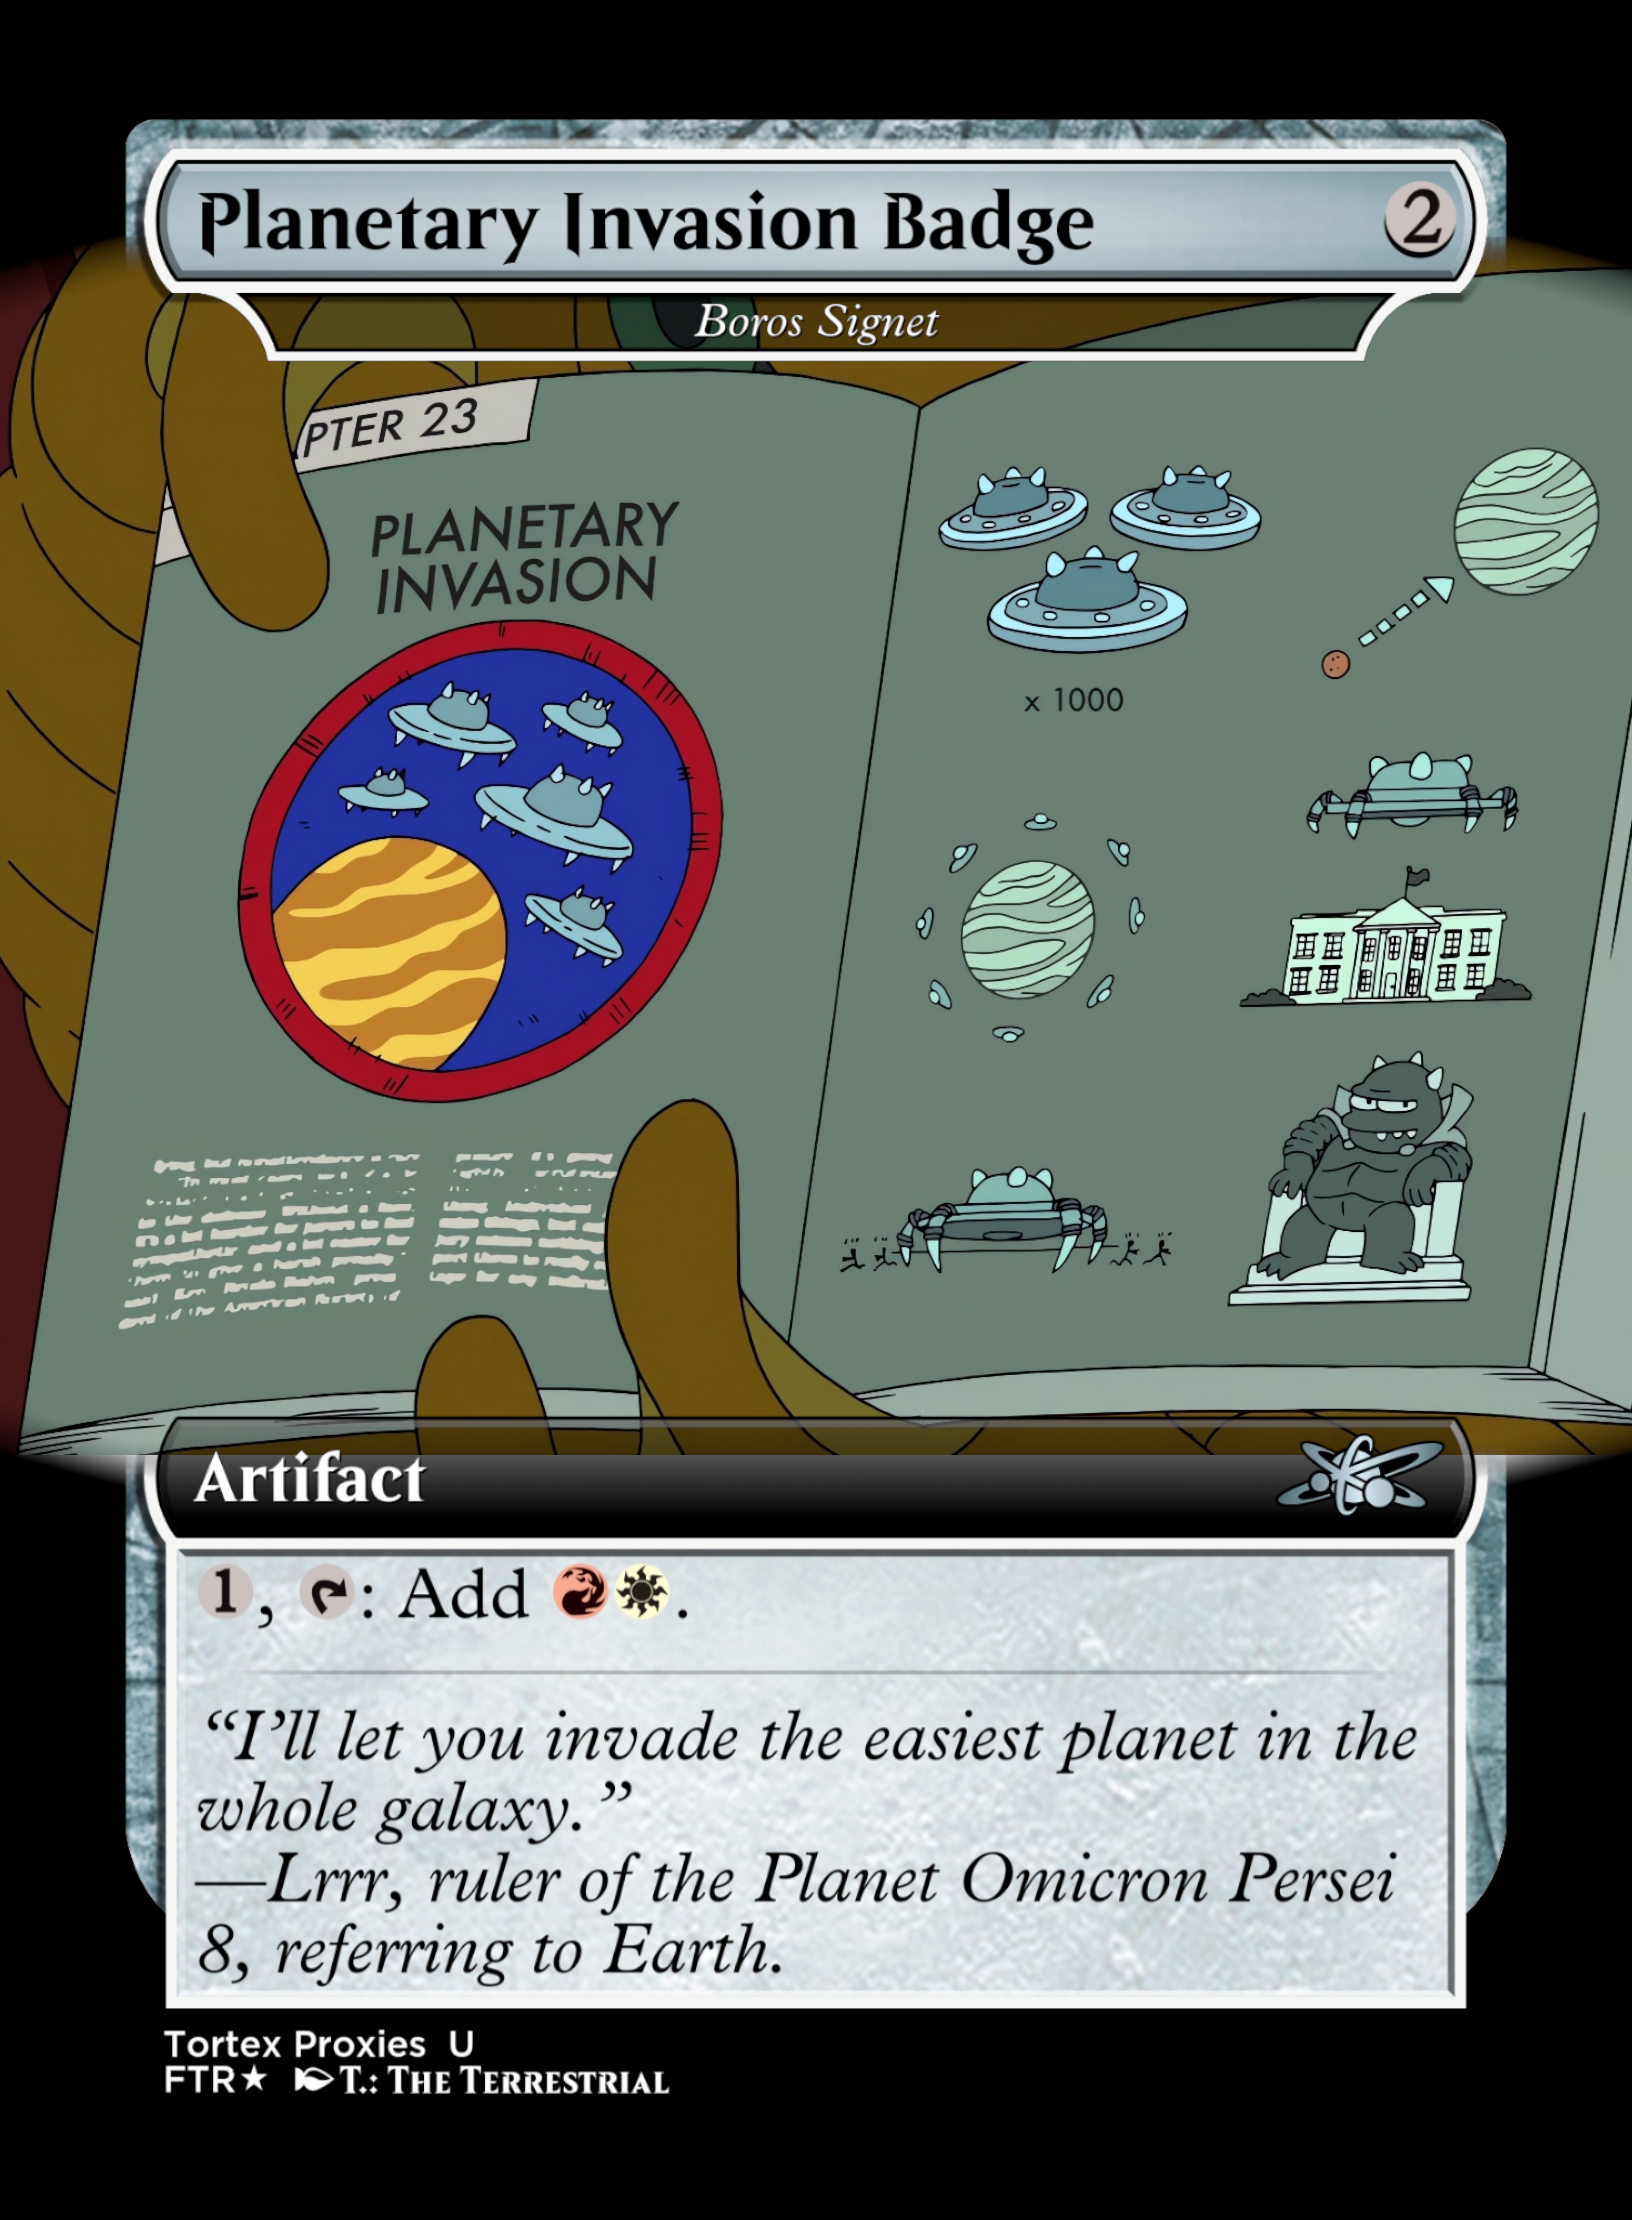 Planetary Invasion Badge 2
Boros Signet
PTER 23
PLANETARY
INVASION
x 1000
Artifact
1, : Add .
“I’ll let you invade the easiest planet in the
whole galaxy.”
—Lrrr, ruler of the Planet Omicron Persei
8, referring to Earth.
Tortex Proxies U
FTR★ T.: The Terrestrial